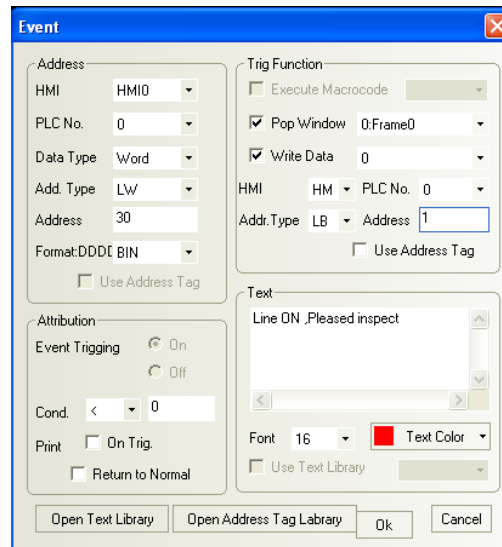 Event
Address
HMI HMI0
PLC No. 0
Data Type Word
Add. Type LW
Address 30
Format:DDDD BIN
Use Address Tag
Attribution
Event Trigging On
Off
Cond. < 0
Print On Trig.
Return to Normal
Trig Function
Execute Macrocode
Pop Window 0:Frame0
Write Data 0
HMI HM PLC No. 0
Addr.Type LB Address 1
Use Address Tag
Text
Line ON ,Pleased inspect
Font 16 Text Color
Use Text Library
Open Text Library Open Address Tag Labrary Ok Cancel